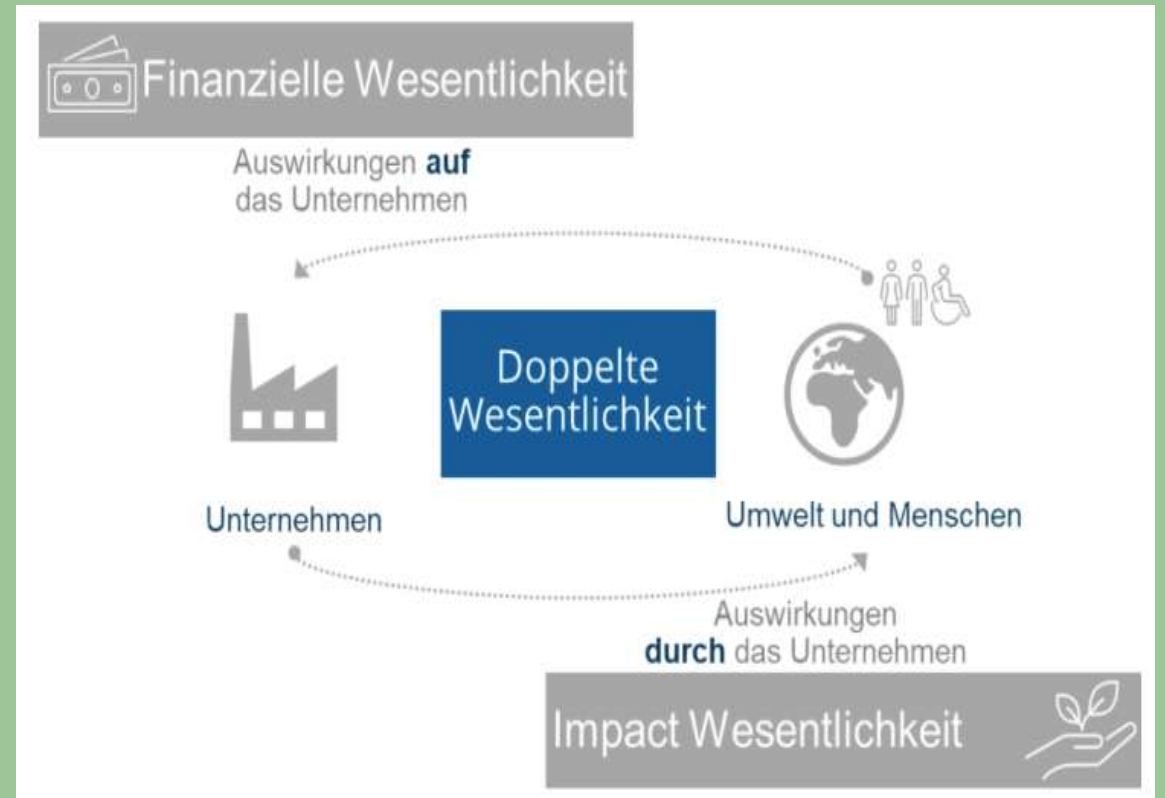 Finanzielle Wesentlichkeit
Auswirkungen auf
das Unternehmen
Doppelte
Wesentlichkeit
Unternehmen
Umwelt und Menschen
Auswirkungen
durch das Unternehmen
Impact Wesentlichkeit